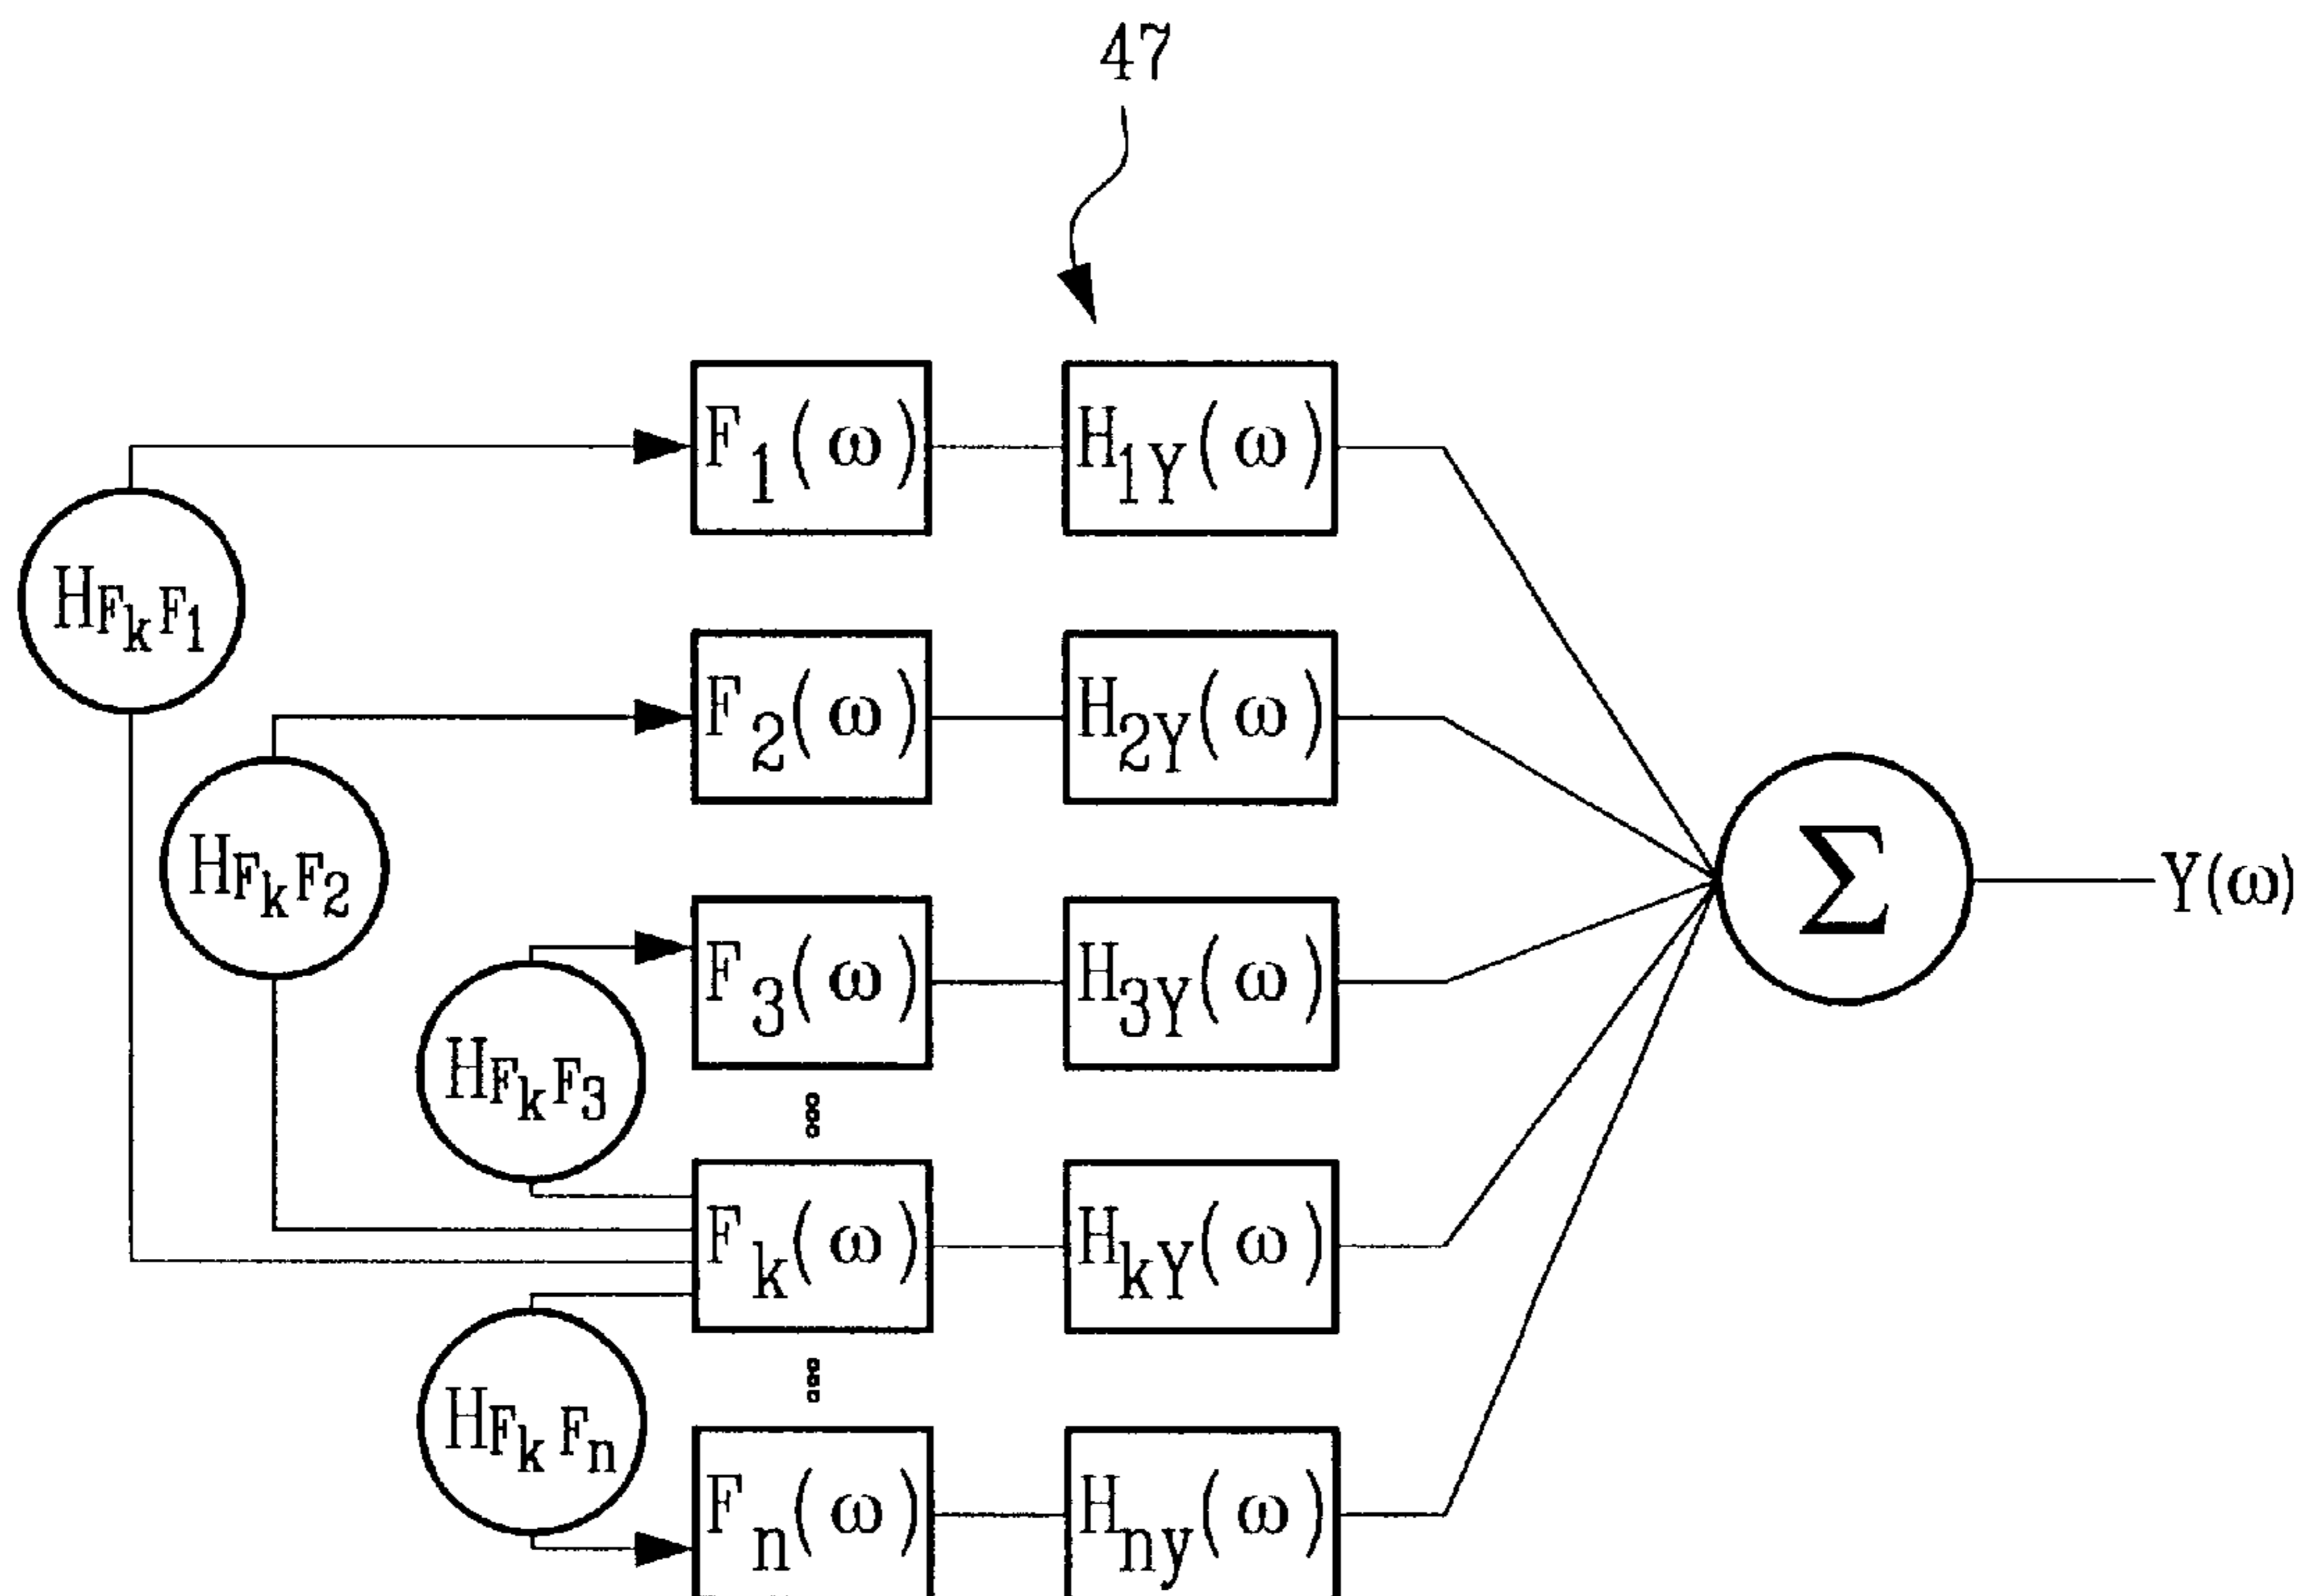 47
F₁(ω) H₁Y(ω)
HFₖF₁
F₂(ω) H₂Y(ω)
HFₖF₂
Σ Y(ω)
F₃(ω) H₃Y(ω)
HFₖF₃
Fₖ(ω) HₖY(ω)
HFₖFₙ
Fₙ(ω) Hₙy(ω)